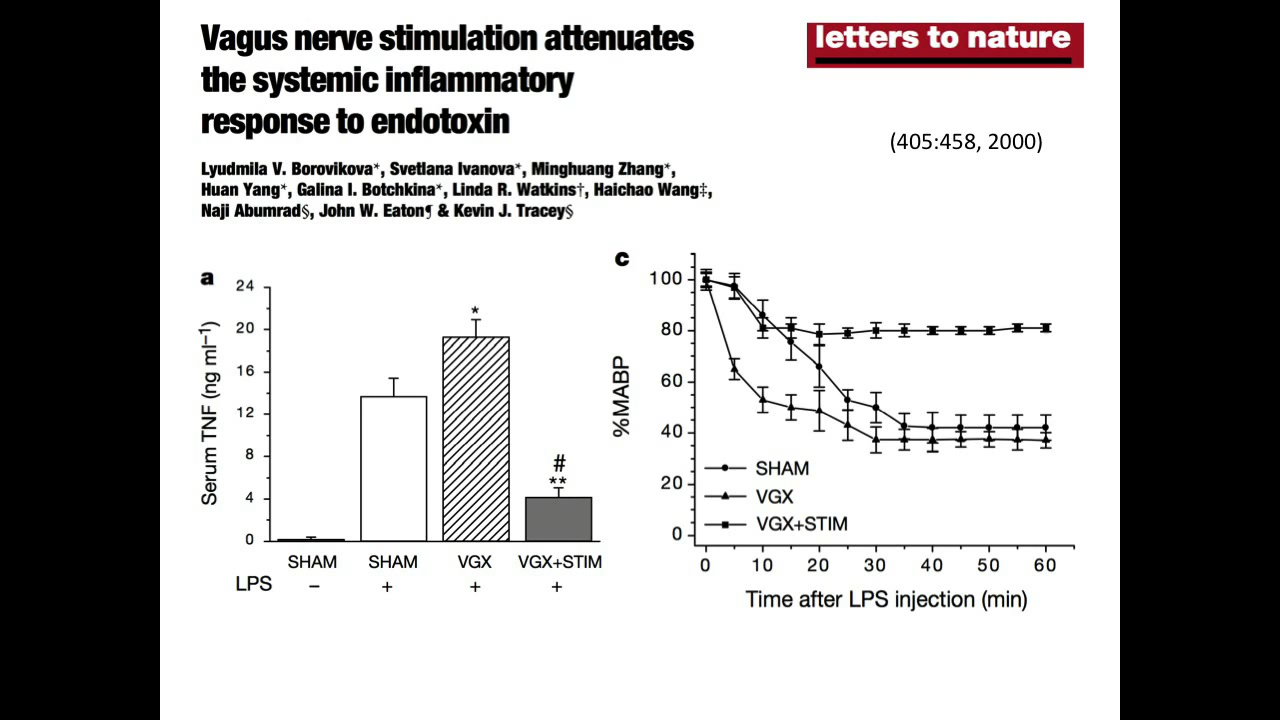 Vagus nerve stimulation attenuates
the systemic inflammatory
response to endotoxin
letters to nature
(405:458, 2000)
Lyudmila V. Borovikova*, Svetlana Ivanova*, Minghuang Zhang*,
Huan Yang*, Galina I. Botchkina*, Linda R. Watkins†, Haichao Wang‡,
Naji Abumrad§, John W. Eaton¶ & Kevin J. Tracey§
a
24
20
16
12
8
4
0
Serum TNF (ng ml⁻¹)
*
#
**
SHAM SHAM VGX VGX+STIM
LPS – + + +
c
100
80
60
40
20
0
%MABP
SHAM
VGX
VGX+STIM
0 10 20 30 40 50 60
Time after LPS injection (min)